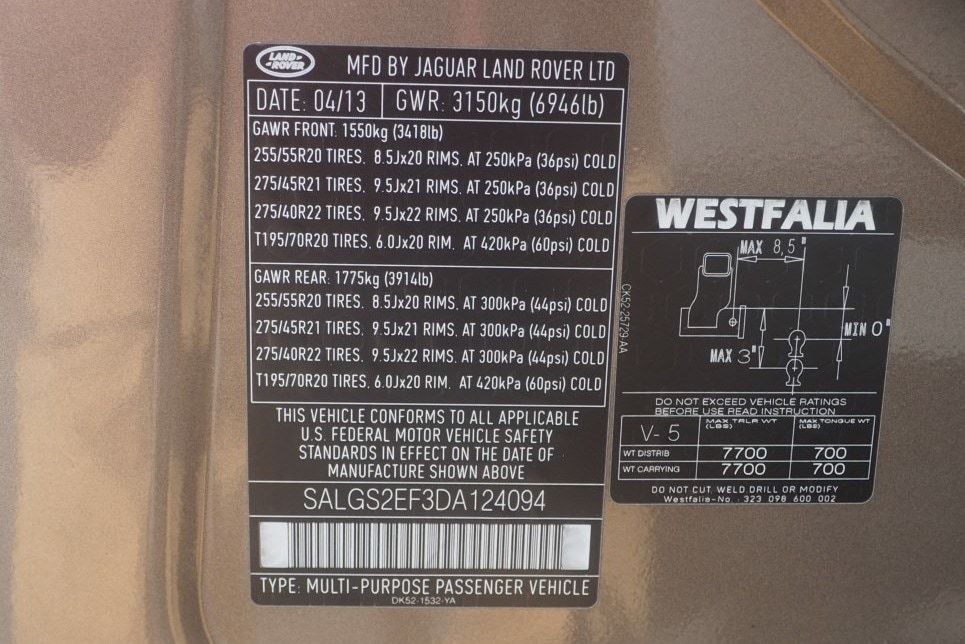 LAND ROVER
MFD BY JAGUAR LAND ROVER LTD
DATE: 04/13 GWR: 3150kg (6946lb)
GAWR FRONT: 1550kg (3418lb)
255/55R20 TIRES. 8.5Jx20 RIMS. AT 250kPa (36psi) COLD
275/45R21 TIRES. 9.5Jx21 RIMS. AT 250kPa (36psi) COLD
275/40R22 TIRES. 9.5Jx22 RIMS. AT 250kPa (36psi) COLD
T195/70R20 TIRES. 6.0Jx20 RIM. AT 420kPa (60psi) COLD
GAWR REAR: 1775kg (3914lb)
255/55R20 TIRES. 8.5Jx20 RIMS. AT 300kPa (44psi) COLD
275/45R21 TIRES. 9.5Jx21 RIMS. AT 300kPa (44psi) COLD
275/40R22 TIRES. 9.5Jx22 RIMS. AT 300kPa (44psi) COLD
T195/70R20 TIRES. 6.0Jx20 RIM. AT 420kPa (60psi) COLD
THIS VEHICLE CONFORMS TO ALL APPLICABLE
U.S. FEDERAL MOTOR VEHICLE SAFETY
STANDARDS IN EFFECT ON THE DATE OF
MANUFACTURE SHOWN ABOVE
SALGS2EF3DA124094
TYPE: MULTI-PURPOSE PASSENGER VEHICLE
DK52-1532-YA
CK52-25729-AA
WESTFALIA
MAX 8,5"
MIN 0"
MAX 3"
DO NOT EXCEED VEHICLE RATINGS
BEFORE USE READ INSTRUCTION
V-5 MAX TRLR WT (LBS) MAX TONGUE WT (LBS)
WT DISTRIB 7700 700
WT CARRYING 7700 700
DO NOT CUT, WELD DRILL OR MODIFY
Westfalia-No.: 323 098 600 002